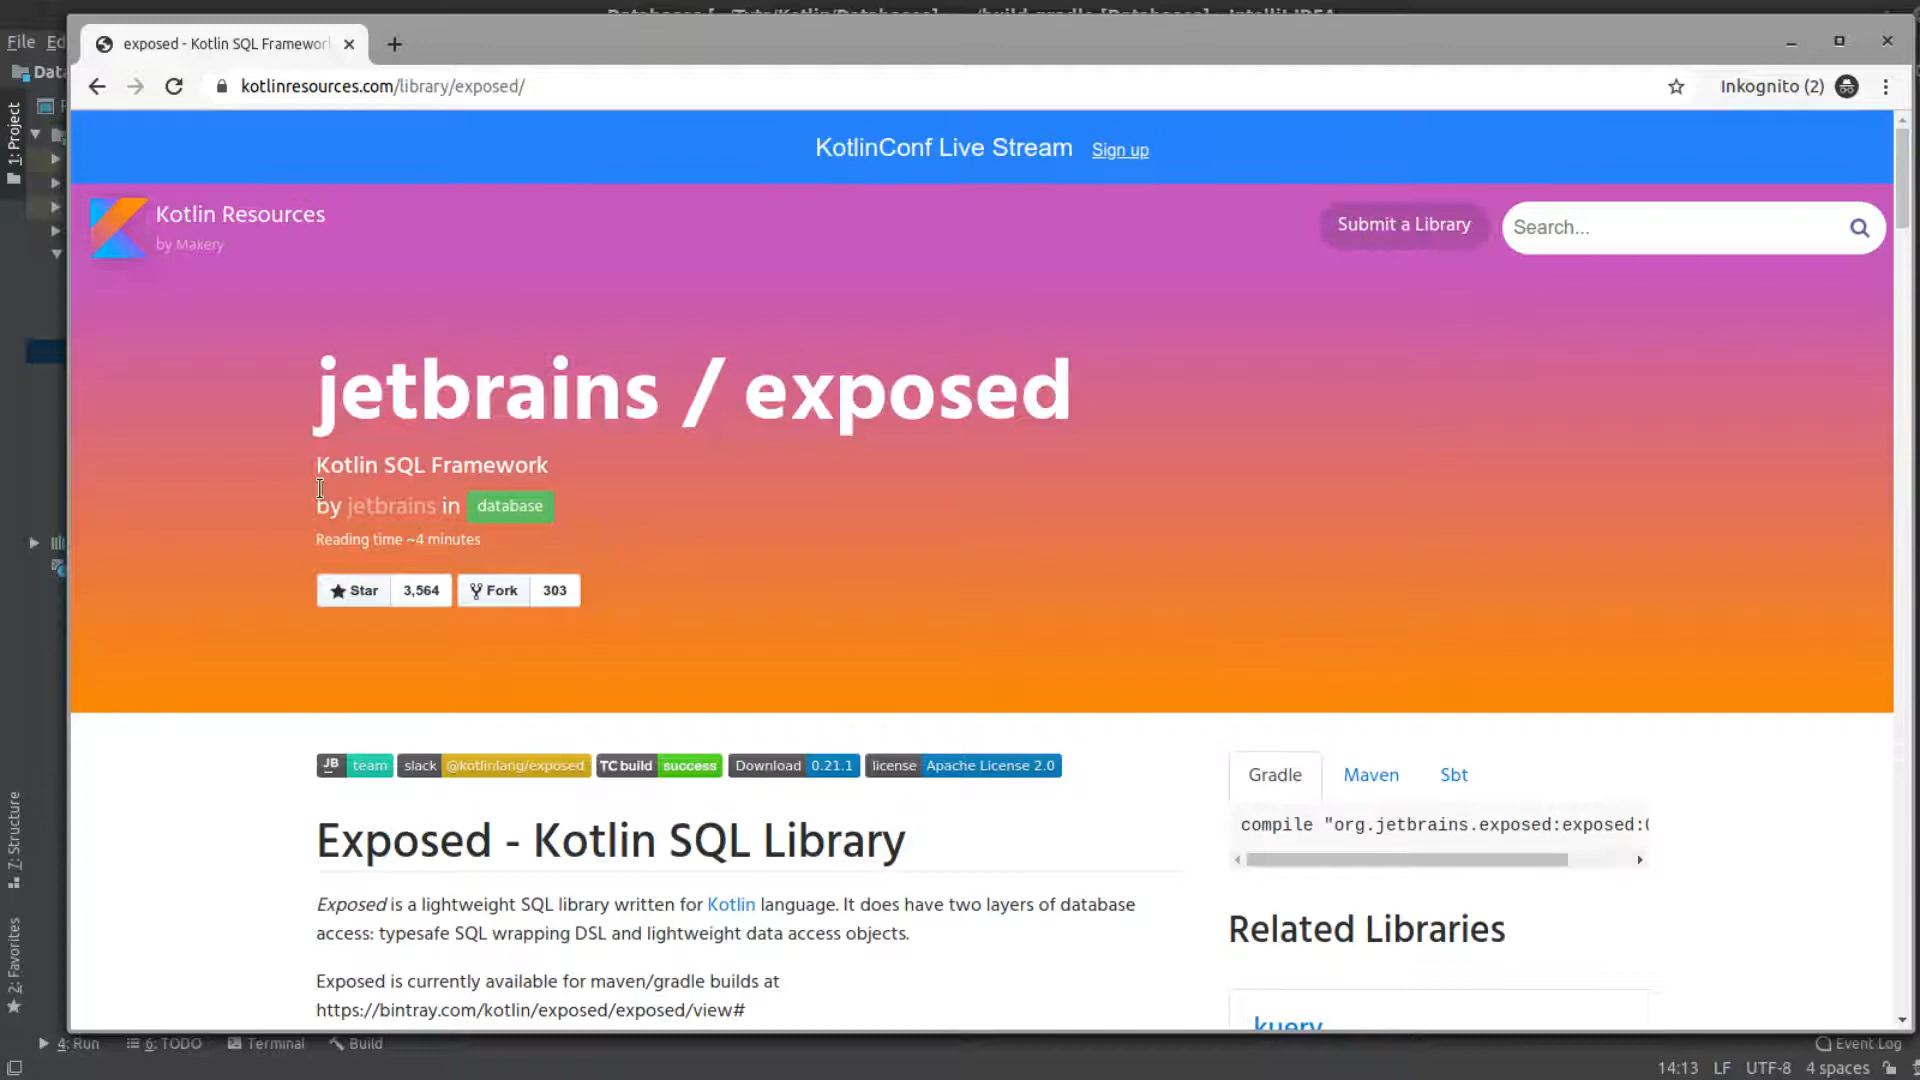 File Ed
exposed - Kotlin SQL Framewor
kotlinresources.com/library/exposed/
Inkognito (2)
Data
1: Project
KotlinConf Live Stream Sign up
Kotlin Resources
by Makery
Submit a Library
Search...
jetbrains / exposed
Kotlin SQL Framework
by jetbrains in database
Reading time ~4 minutes
Star 3,564 Fork 303
JB team slack @kotlinlang/exposed TC build success Download 0.21.1 license Apache License 2.0
Gradle Maven Sbt
compile "org.jetbrains.exposed:exposed:0
Exposed - Kotlin SQL Library
Exposed is a lightweight SQL library written for Kotlin language. It does have two layers of database
access: typesafe SQL wrapping DSL and lightweight data access objects.
Related Libraries
Exposed is currently available for maven/gradle builds at
https://bintray.com/kotlin/exposed/exposed/view#
kuery
7: Structure
2: Favorites
4: Run 6: TODO Terminal Build
Event Log
14:13 LF UTF-8 4 spaces